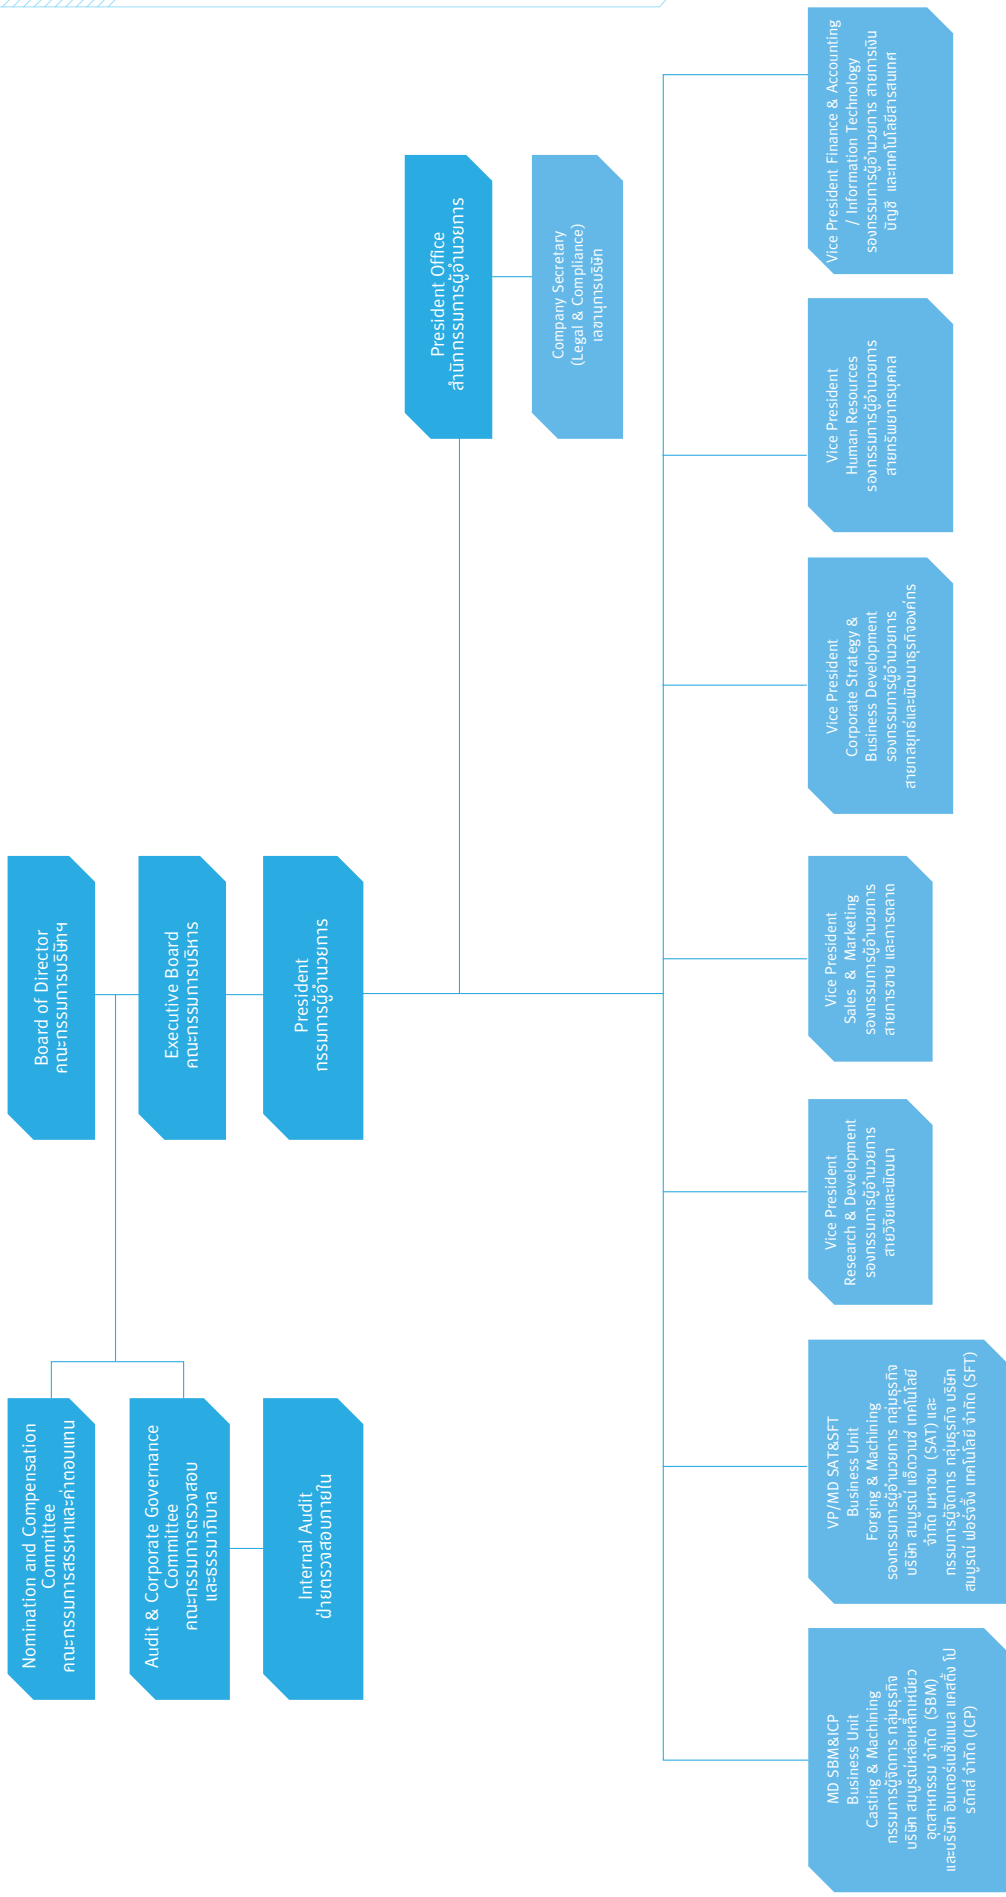 Board of Director
คณะกรรมการบริษัทฯ
Nomination and Compensation
Committee
คณะกรรมการสรรหาและค่าตอบแทน
Executive Board
คณะกรรมการบริหาร
Audit & Corporate Governance
Committee
คณะกรรมการตรวจสอบ
และธรรมาภิบาล
Internal Audit
ฝ่ายตรวจสอบภายใน
President
กรรมการผู้อำนวยการ
President Office
สำนักกรรมการผู้อำนวยการ
Company Secretary
(Legal & Compliance)
เลขานุการบริษัท
MD SBM&ICP
Business Unit
Casting & Machining
กรรมการผู้จัดการ กลุ่มธุรกิจ
บริษัท สมบูรณ์หล่อเหล็กเหนียว
อุตสาหกรรม จำกัด (SBM)
และบริษัท อินเตอร์เนชั่นแนล แคสติ้ง โป
รดักส์ จำกัด (ICP)
VP/MD SAT&SFT
Business Unit
Forging & Machining
รองกรรมการผู้อำนวยการ กลุ่มธุรกิจ
บริษัท สมบูรณ์ แอ็ดวานซ์ เทคโนโลยี
จำกัด มหาชน (SAT) และ
กรรมการผู้จัดการ กลุ่มธุรกิจ บริษัท
สมบูรณ์ ฟอร์จจิ้ง เทคโนโลยี จำกัด (SFT)
Vice President
Research & Development
รองกรรมการผู้อำนวยการ
สายวิจัยและพัฒนา
Vice President
Sales & Marketing
รองกรรมการผู้อำนวยการ
สายการขาย และการตลาด
Vice President
Corporate Strategy &
Business Development
รองกรรมการผู้อำนวยการ
สายกลยุทธ์และพัฒนาธุรกิจองค์กร
Vice President
Human Resources
รองกรรมการผู้อำนวยการ
สายทรัพยากรบุคคล
Vice President Finance & Accounting
/ Information Technology
รองกรรมการผู้อำนวยการ สายการเงิน
บัญชี และเทคโนโลยีสารสนเทศ